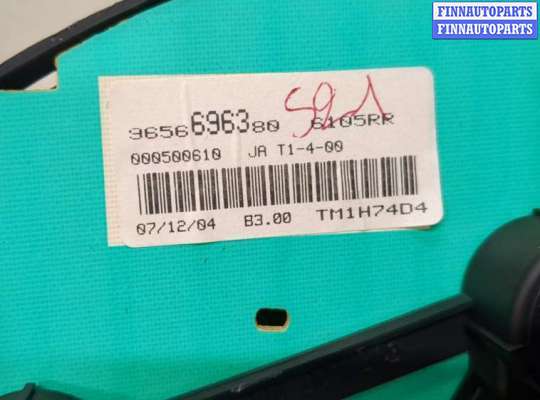 FINNAUTOPARTS
FINNAUTOPARTS
9656696380 6105RR
000500610 JA T1-4-00
07/12/04 B3.00 TM1H74D4